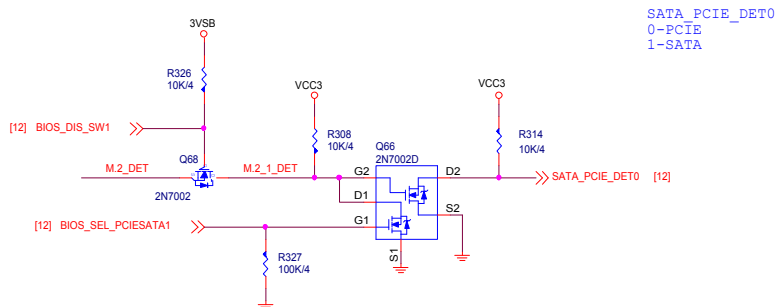 SATA_PCIE_DET0
0-PCIE
1-SATA
3VSB
R326
10K/4
VCC3
VCC3
[12] BIOS_DIS_SW1
R308
10K/4
Q66
2N7002D
R314
10K/4
Q68
M.2_DET
M.2_1_DET
G2
D2
SATA_PCIE_DET0 [12]
2N7002
D1
S2
[12] BIOS_SEL_PCIESATA1
G1
R327
100K/4
S1